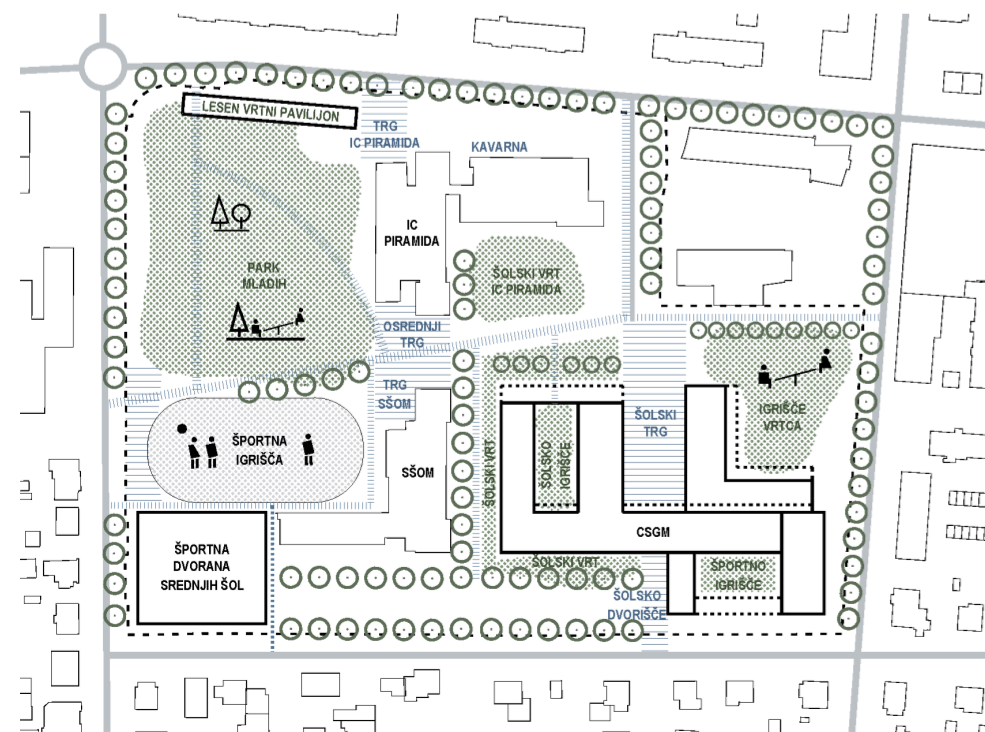 LESEN VRTNI PAVILIJON
TRG
IC PIRAMIDA
KAVARNA
IC
PIRAMIDA
PARK
MLADIH
ŠOLSKI VRT
IC PIRAMIDA
OSREDNJI
TRG
TRG
SŠOM
ŠPORTNA
IGRIŠČA
SŠOM
ŠOLSKI VRT
ŠOLSKO
IGRIŠČE
ŠOLSKI
TRG
IGRIŠČE
VRTCA
CSGM
ŠPORTNA
DVORANA
SREDNJIH ŠOL
ŠOLSKI VRT
ŠPORTNO
IGRIŠČE
ŠOLSKO
DVORIŠČE